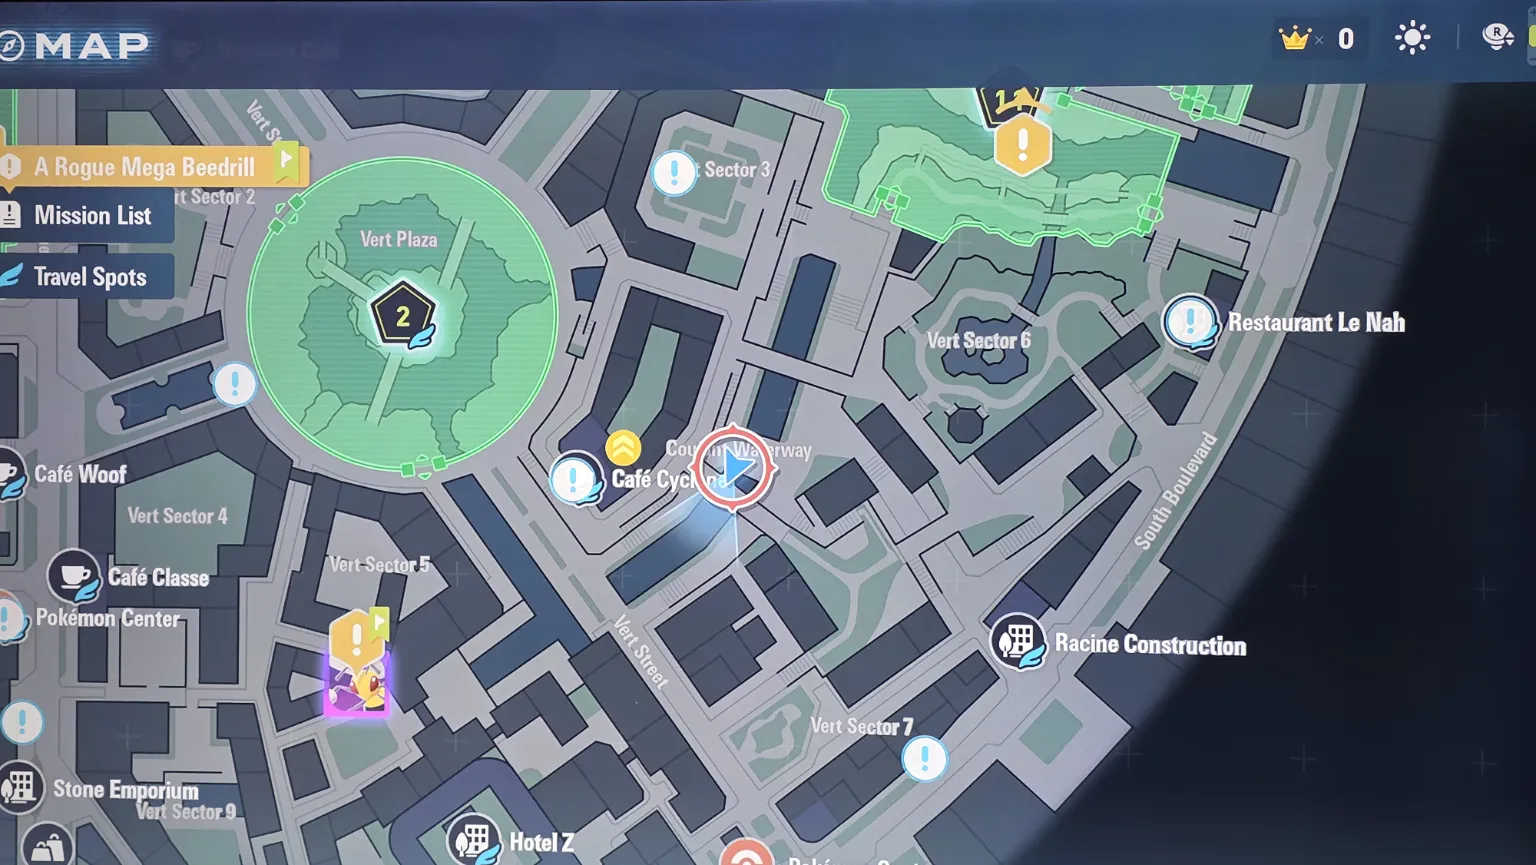 MAP
× 0
R
Vert
A Rogue Mega Beedrill
Sector 2
Mission List
Travel Spots
Sector 3
Vert Plaza
2
Vert Sector 6
Restaurant Le Nah
Café Woof
Café
Vert Sector 4
Vert Sector 5
Café Classe
Pokémon Center
South Boulevard
Vert Street
Racine Construction
Vert Sector 7
Stone Emporium
Vert Sector 9
Hotel Z